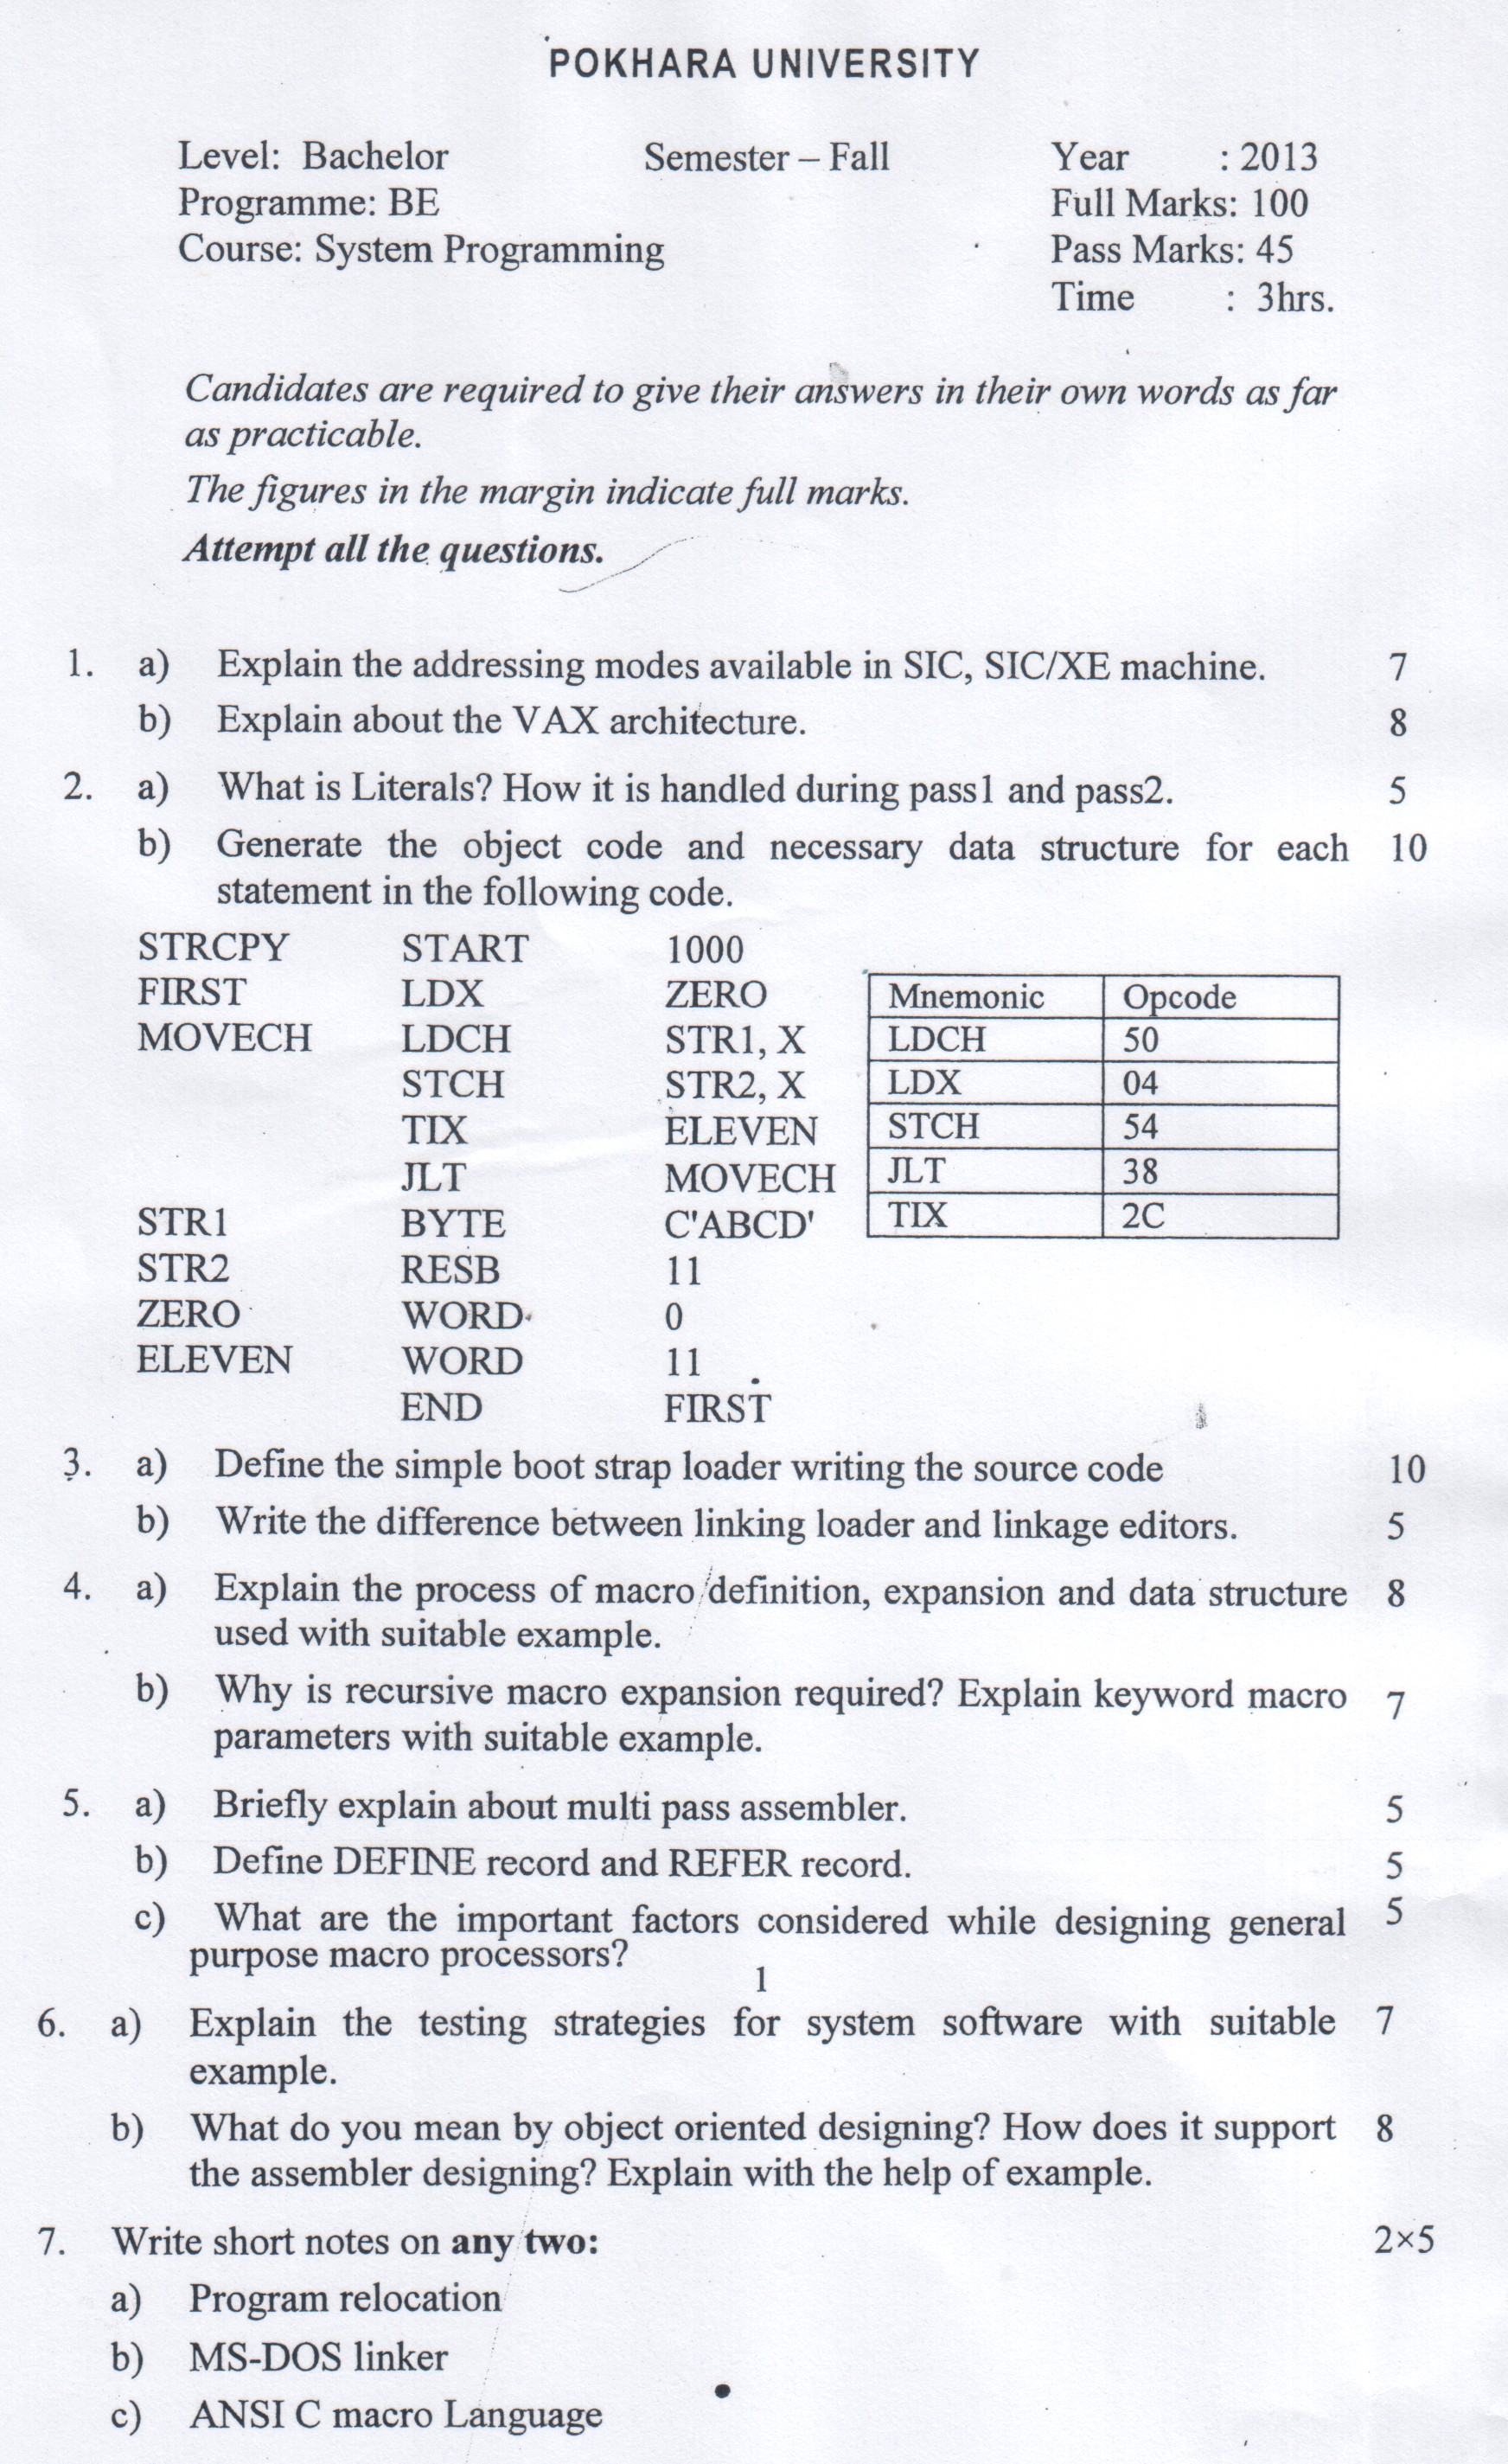 POKHARA UNIVERSITY
Level: Bachelor Semester – Fall Year : 2013
Programme: BE Full Marks: 100
Course: System Programming Pass Marks: 45
Time : 3hrs.
Candidates are required to give their answers in their own words as far
as practicable.
The figures in the margin indicate full marks.
Attempt all the questions.
1. a) Explain the addressing modes available in SIC, SIC/XE machine. 7
b) Explain about the VAX architecture. 8
2. a) What is Literals? How it is handled during pass1 and pass2. 5
b) Generate the object code and necessary data structure for each 10
statement in the following code.
STRCPY START 1000
FIRST LDX ZERO Mnemonic Opcode
MOVECH LDCH STR1, X LDCH 50
STCH STR2, X LDX 04
TIX ELEVEN STCH 54
JLT MOVECH JLT 38
STR1 BYTE C'ABCD' TIX 2C
STR2 RESB 11
ZERO WORD 0
ELEVEN WORD 11
END FIRST
3. a) Define the simple boot strap loader writing the source code 10
b) Write the difference between linking loader and linkage editors. 5
4. a) Explain the process of macro definition, expansion and data structure 8
used with suitable example.
b) Why is recursive macro expansion required? Explain keyword macro 7
parameters with suitable example.
5. a) Briefly explain about multi pass assembler. 5
b) Define DEFINE record and REFER record. 5
c) What are the important factors considered while designing general 5
purpose macro processors?
1
6. a) Explain the testing strategies for system software with suitable 7
example.
b) What do you mean by object oriented designing? How does it support 8
the assembler designing? Explain with the help of example.
7. Write short notes on any two: 2×5
a) Program relocation
b) MS-DOS linker
c) ANSI C macro Language